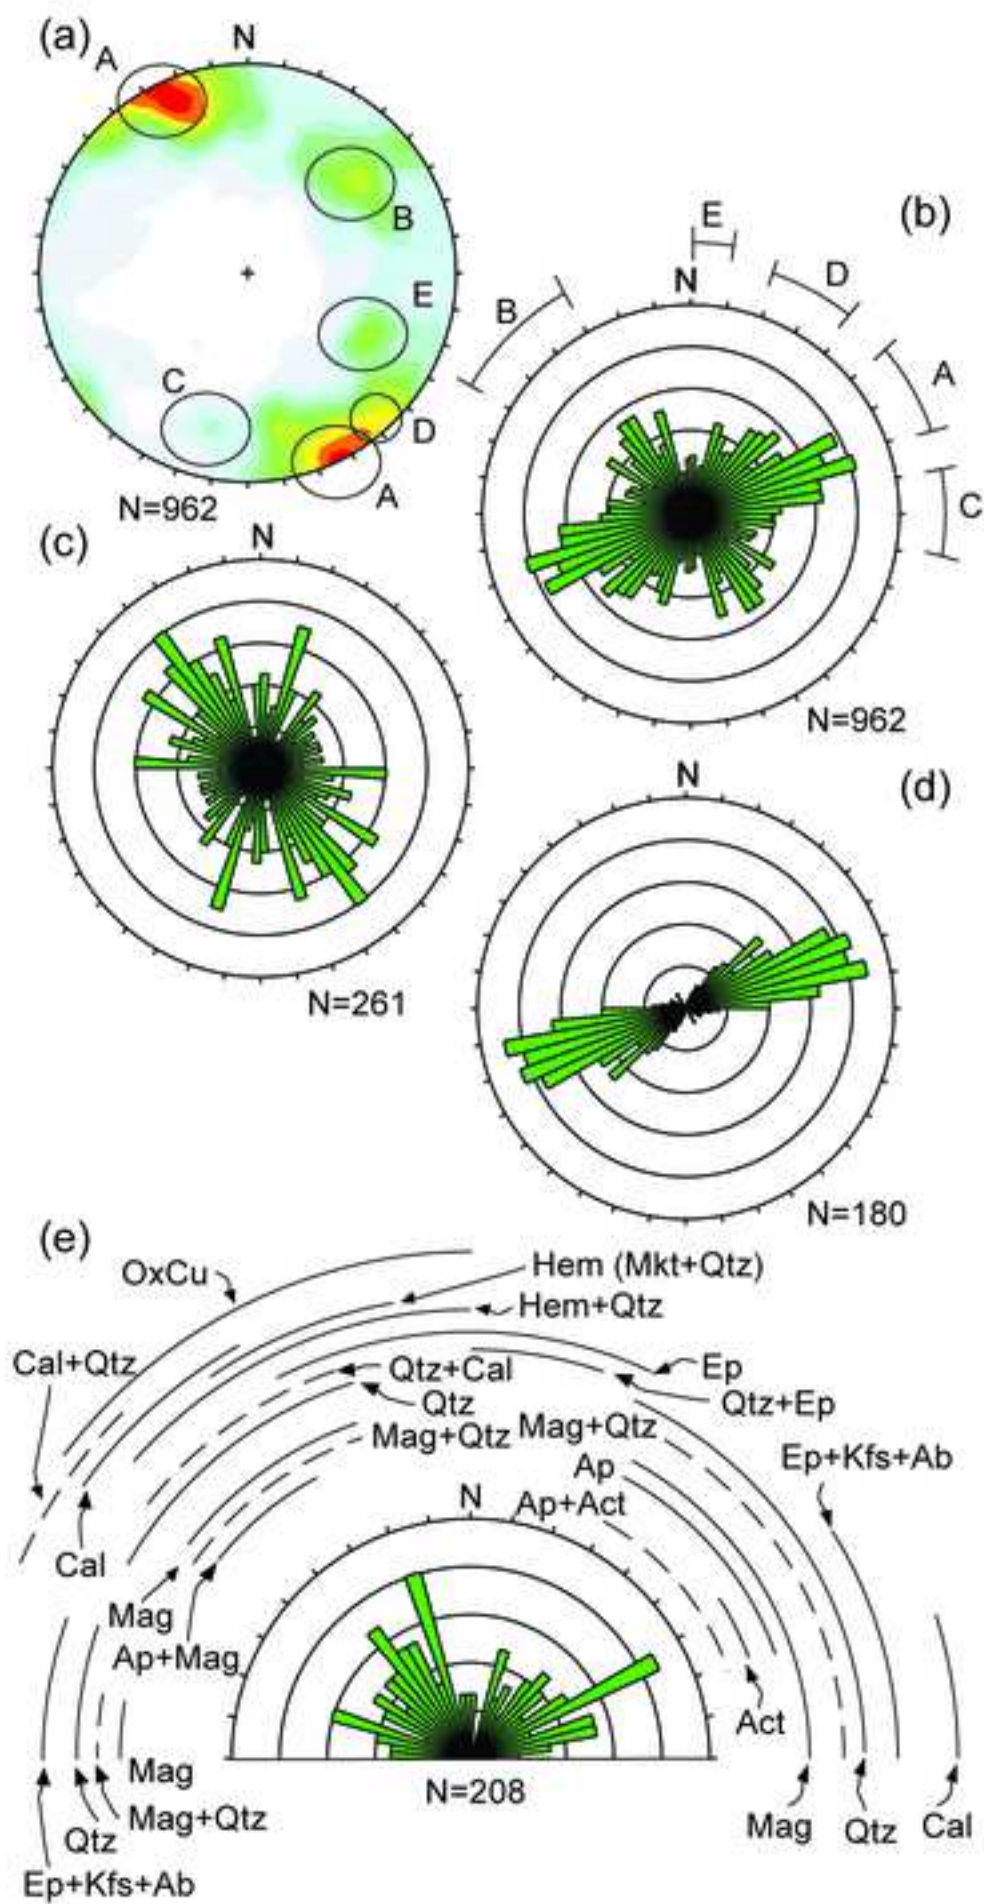 (a)
N
A
B
E
C
D
A
N=962
(b)
E
D
B
N
A
C
N=962
(c)
N
N=261
(d)
N
N=180
(e)
OxCu
Hem (Mkt+Qtz)
Hem+Qtz
Cal+Qtz
Qtz+Cal
Ep
Qtz
Qtz+Ep
Mag+Qtz
Mag+Qtz
Ep+Kfs+Ab
Ap
N
Ap+Act
Cal
Mag
Ap+Mag
Act
Mag
N=208
Mag+Qtz
Mag
Qtz
Cal
Qtz
Ep+Kfs+Ab